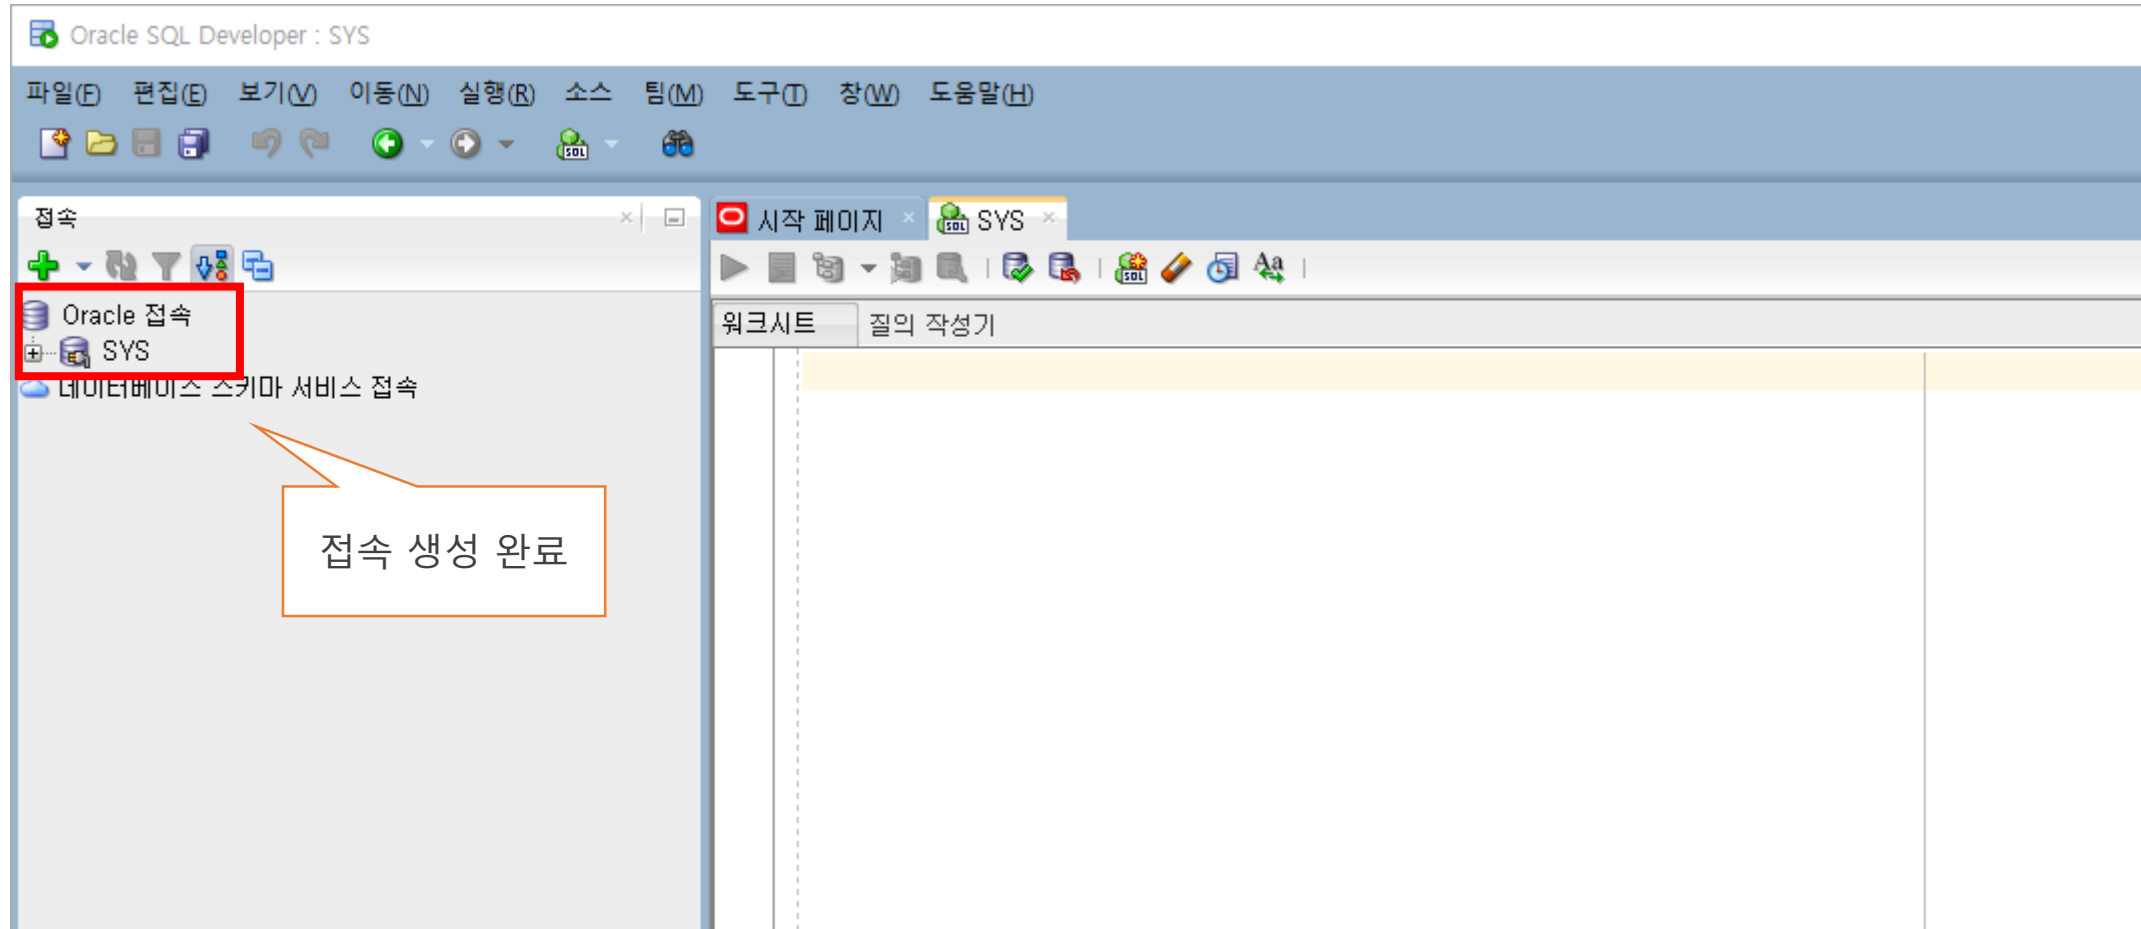 Oracle SQL Developer : SYS
파일(F) 편집(E) 보기(V) 이동(N) 실행(R) 소스 팀(M) 도구(T) 창(W) 도움말(H)
접속
시작 페이지 SYS
Oracle 접속
SYS
데이터베이스 스키마 서비스 접속
워크시트 질의 작성기
접속 생성 완료